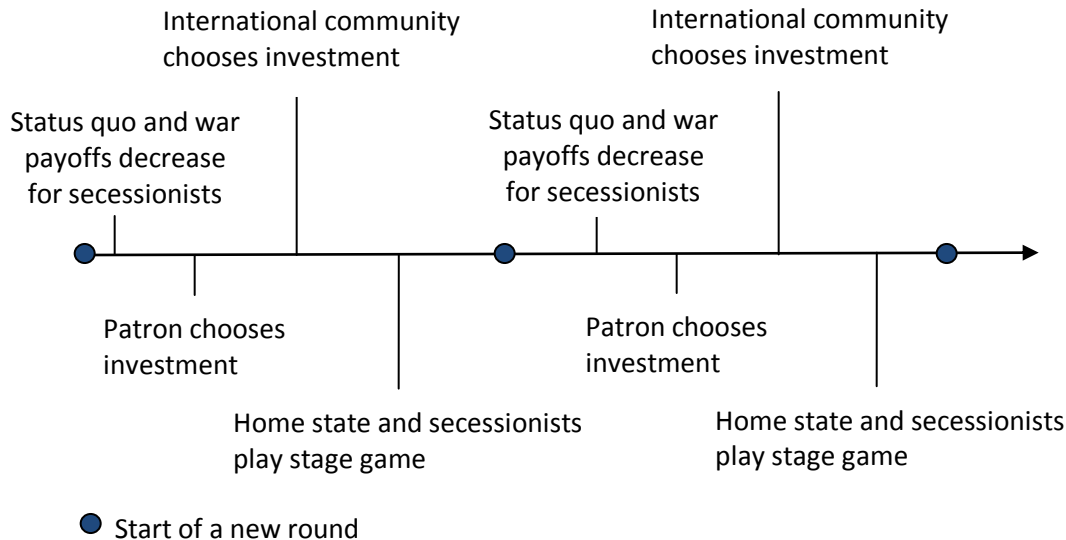 International community
chooses investment
International community
chooses investment
Status quo and war
payoffs decrease
for secessionists
Status quo and war
payoffs decrease
for secessionists
Patron chooses
investment
Patron chooses
investment
Home state and secessionists
play stage game
Home state and secessionists
play stage game
Start of a new round